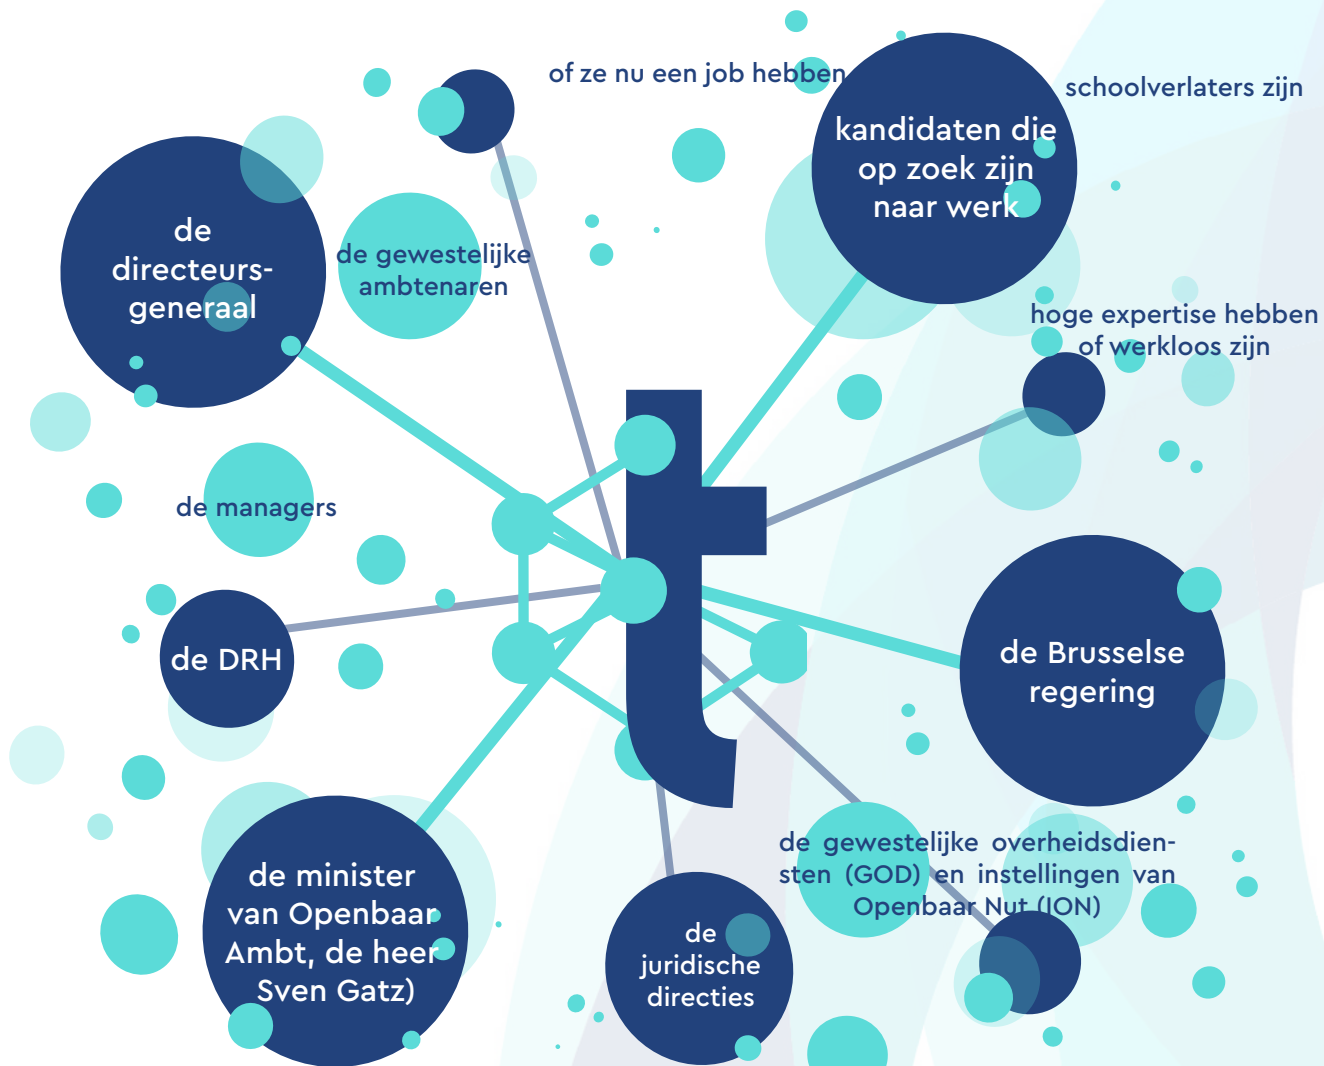 of ze nu een job hebben
schoolverlaters zijn
kandidaten die
op zoek zijn
naar werk
de
directeurs-
generaal
de gewestelijke
ambtenaren
hoge expertise hebben
of werkloos zijn
t
de managers
de DRH
de Brusselse
regering
de gewestelijke overheidsdien-
sten (GOD) en instellingen van
Openbaar Nut (ION)
de minister
van Openbaar
Ambt, de heer
Sven Gatz)
de
juridische
directies